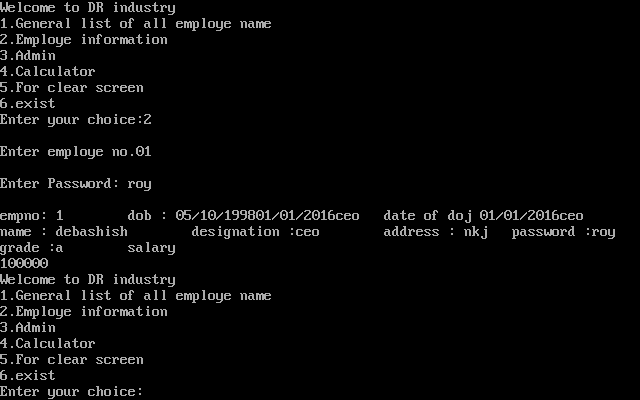 Welcome to DR industry
1.General list of all employe name
2.Employe information
3.Admin
4.Calculator
5.For clear screen
6.exist
Enter your choice:2
Enter employe no.01
Enter Password: roy
empno: 1 dob : 05/10/199801/01/2016ceo date of doj 01/01/2016ceo
name : debashish designation :ceo address : nkj password :roy
grade :a salary
100000
Welcome to DR industry
1.General list of all employe name
2.Employe information
3.Admin
4.Calculator
5.For clear screen
6.exist
Enter your choice: